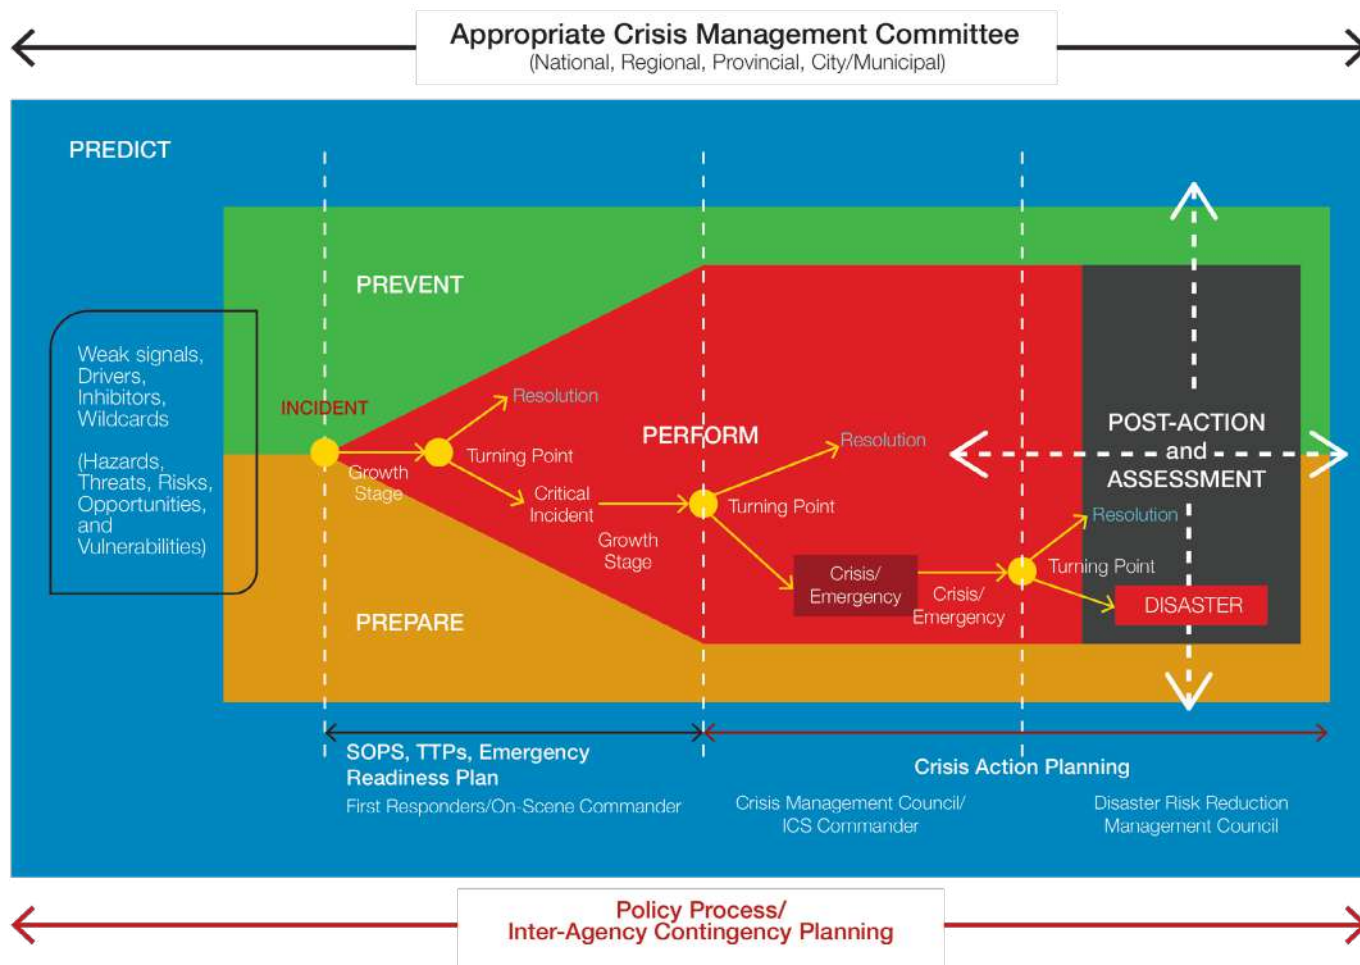 Appropriate Crisis Management Committee
(National, Regional, Provincial, City/Municipal)
PREDICT
PREVENT
Weak signals,
Drivers,
Inhibitors,
Wildcards
(Hazards,
Threats, Risks,
Opportunities,
and
Vulnerabilities)
INCIDENT
Growth
Stage
Resolution
Turning Point
Critical
Incident
Growth
Stage
PERFORM
Resolution
Turning Point
Crisis/
Emergency
Crisis/
Emergency
POST-ACTION
and
ASSESSMENT
Resolution
Turning Point
DISASTER
PREPARE
SOPS, TTPs, Emergency
Readiness Plan
First Responders/On-Scene Commander
Crisis Action Planning
Crisis Management Council/
ICS Commander
Disaster Risk Reduction
Management Council
Policy Process/
Inter-Agency Contingency Planning